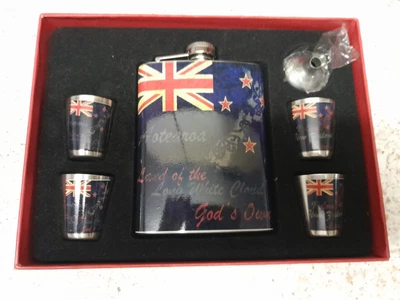 Aotearoa
Land of the
Long White Cloud
God's Own